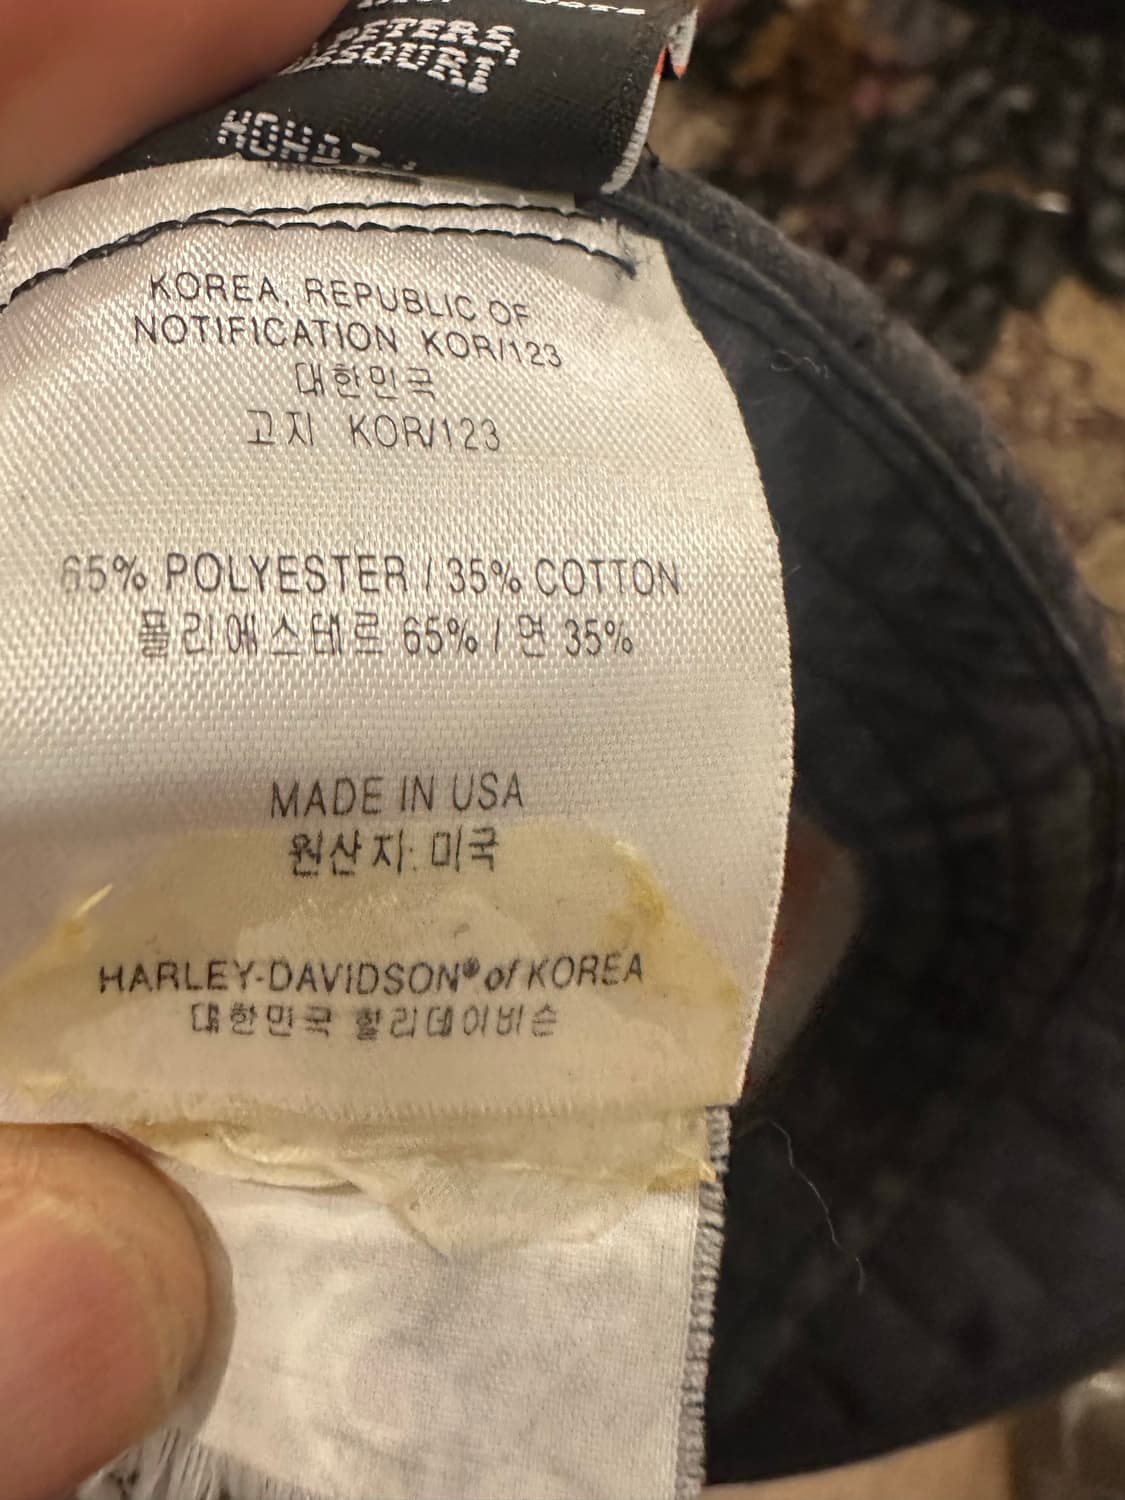 PETERS,
MISSOURI
KOREA, REPUBLIC OF
NOTIFICATION KOR/123
대한민국
고지 KOR/123
65% POLYESTER / 35% COTTON
폴리에스테르 65% / 면 35%
MADE IN USA
원산지: 미국
HARLEY-DAVIDSON® of KOREA
대한민국 할리데이비슨